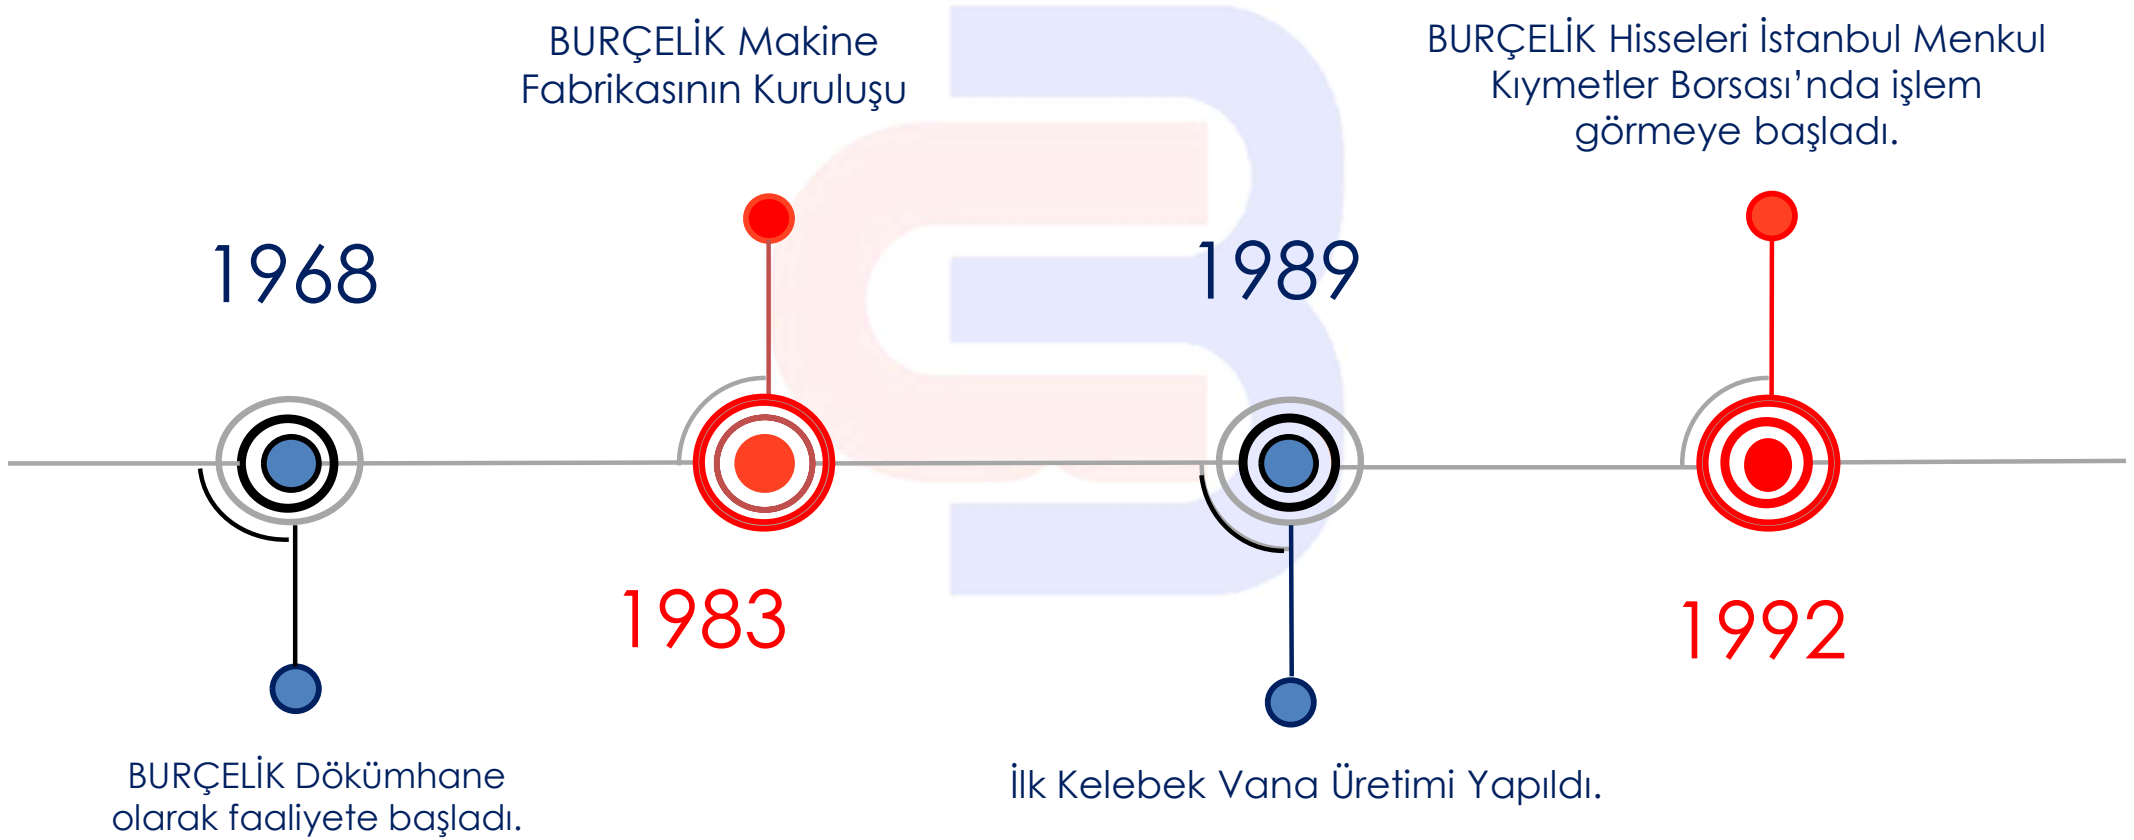 BURÇELİK Makine
Fabrikasının Kuruluşu
BURÇELİK Hisseleri İstanbul Menkul
Kıymetler Borsası’nda işlem
görmeye başladı.
1968
1989
1983
1992
BURÇELİK Dökümhane
olarak faaliyete başladı.
İlk Kelebek Vana Üretimi Yapıldı.